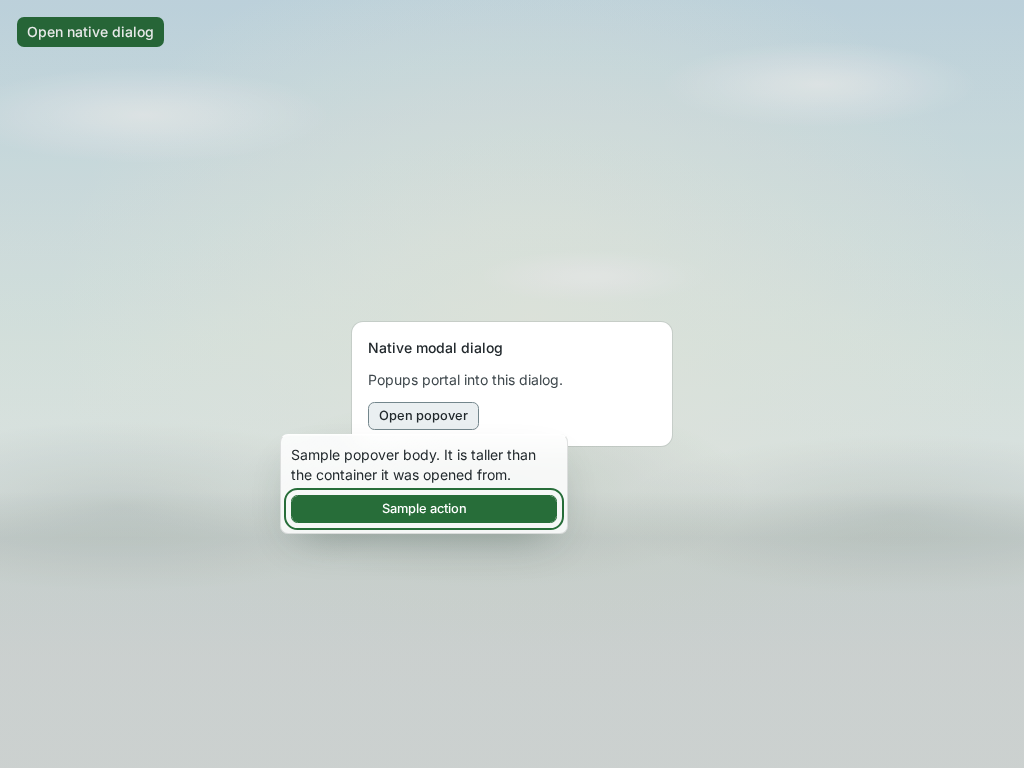 Open native dialog
Native modal dialog
Popups portal into this dialog.
Open popover
Sample popover body. It is taller than
the container it was opened from.
Sample action